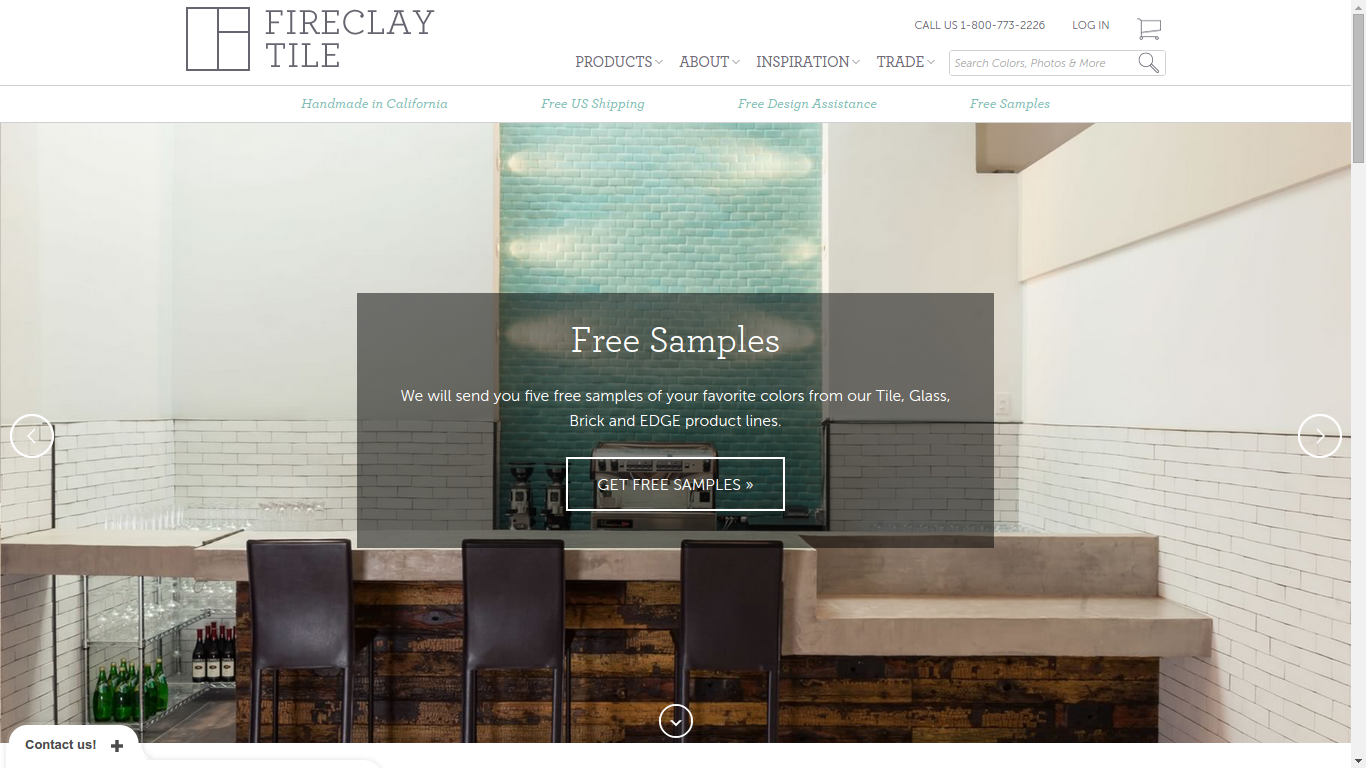 FIRECLAY
TILE
CALL US 1-800-773-2226
LOG IN
PRODUCTS
ABOUT
INSPIRATION
TRADE
Search Colors, Photos & More
Handmade in California
Free US Shipping
Free Design Assistance
Free Samples
Free Samples
We will send you five free samples of your favorite colors from our Tile, Glass,
Brick and EDGE product lines.
GET FREE SAMPLES »
Contact us!